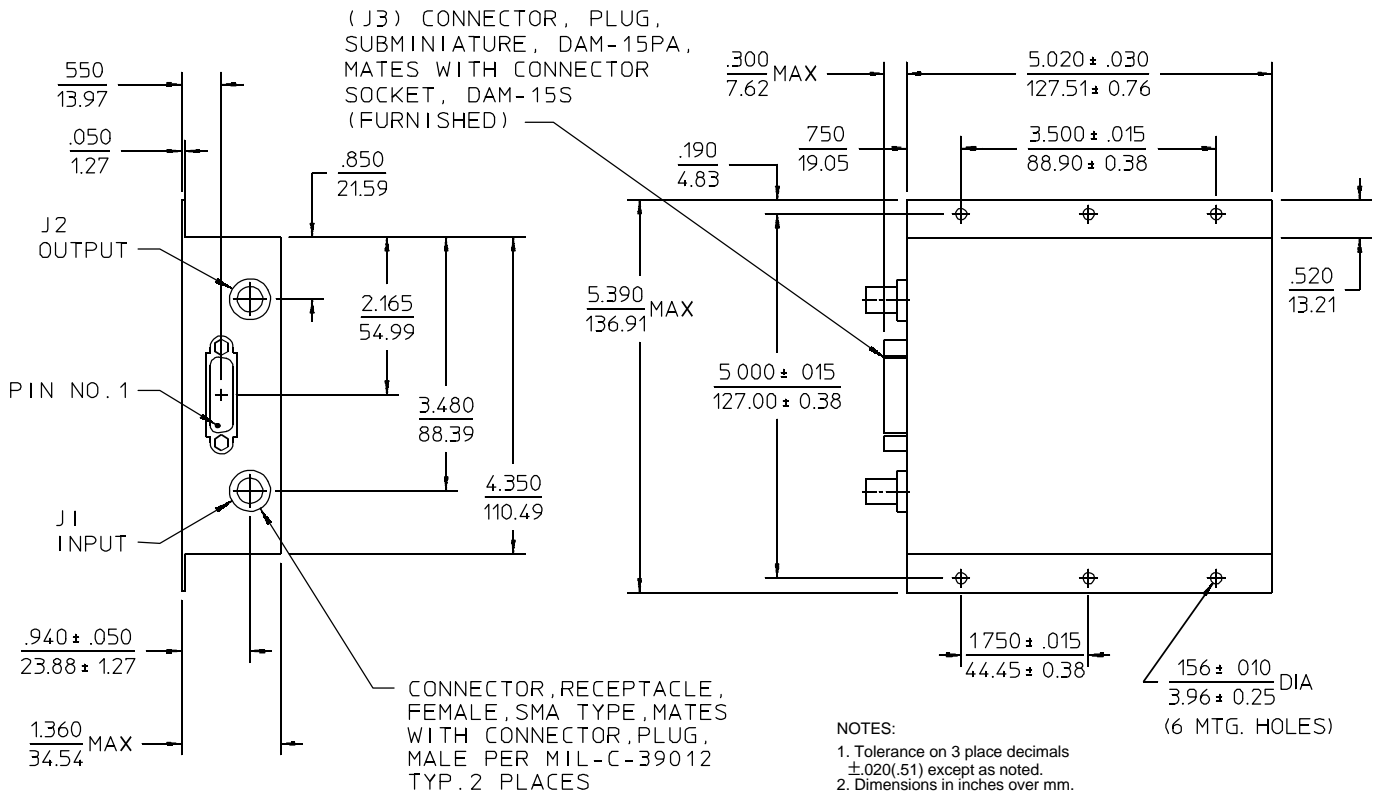 (J3) CONNECTOR, PLUG,
SUBMINIATURE, DAM-15PA,
MATES WITH CONNECTOR
SOCKET, DAM-15S
(FURNISHED)
550
13.97
.050
1.27
.850
21.59
J2
OUTPUT
2.165
54.99
PIN NO. 1
3.480
88.39
4.350
110.49
J1
INPUT
.940 ± .050
23.88 ± 1.27
1.360
34.54
MAX
CONNECTOR, RECEPTACLE,
FEMALE, SMA TYPE, MATES
WITH CONNECTOR, PLUG,
MALE PER MIL-C-39012
TYP. 2 PLACES
.300
7.62
MAX
5.020 ± .030
127.51 ± 0.76
.750
19.05
3.500 ± .015
88.90 ± 0.38
.190
4.83
.520
13.21
5.390
136.91
MAX
5 000 ± 015
127.00 ± 0.38
1750 ± .015
44.45 ± 0.38
156 ± 010
3.96 ± 0.25
DIA
(6 MTG. HOLES)
NOTES:
1. Tolerance on 3 place decimals
±.020(.51) except as noted.
2. Dimensions in inches over mm.